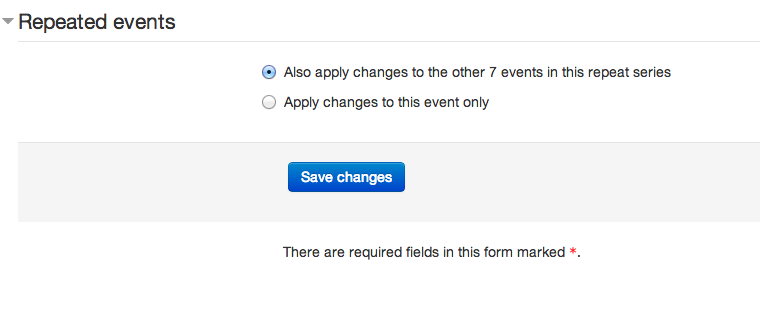 Repeated events
Also apply changes to the other 7 events in this repeat series
Apply changes to this event only
Save changes
There are required fields in this form marked *.